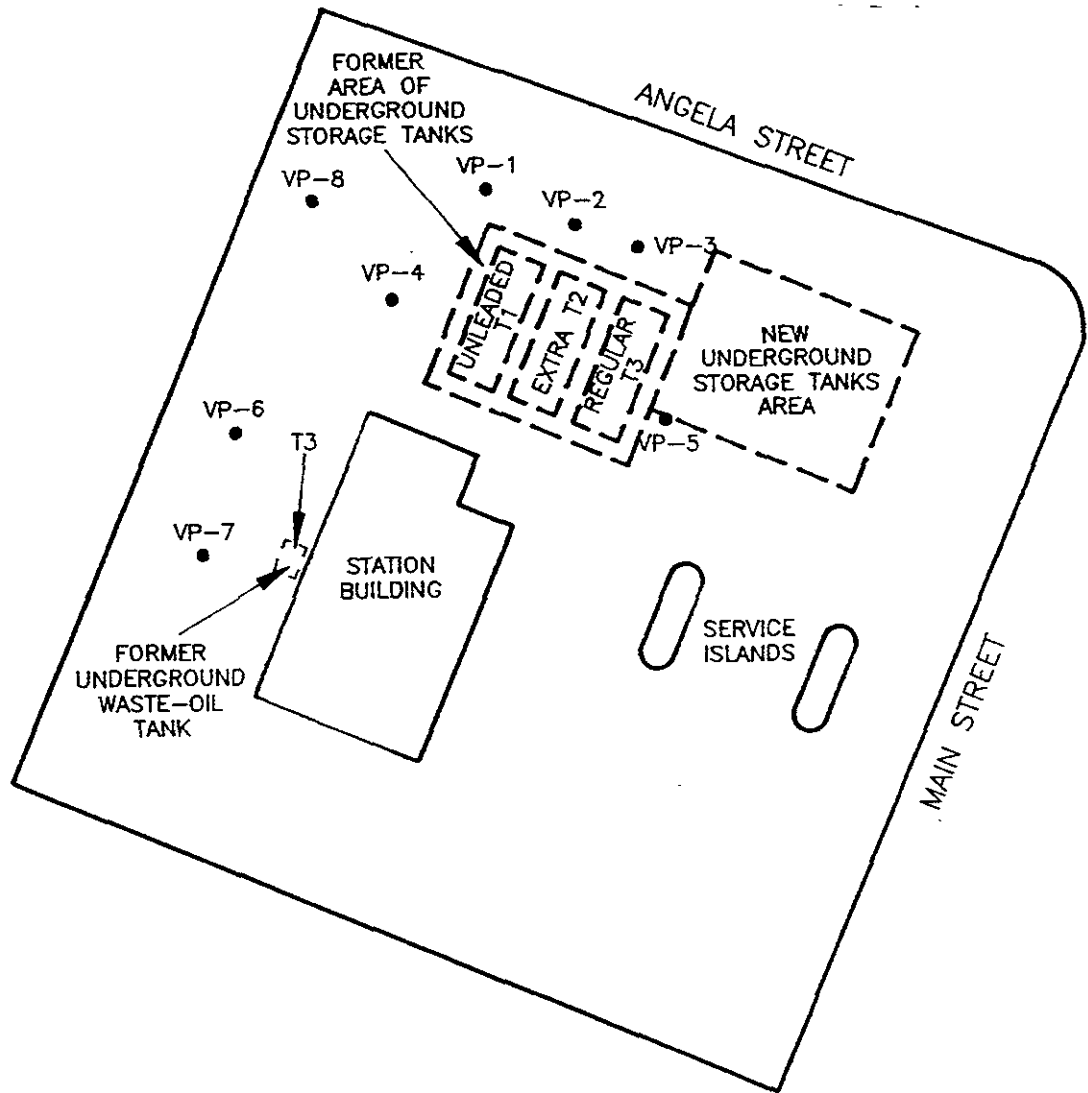 FORMER
AREA OF
UNDERGROUND
STORAGE TANKS
ANGELA STREET
VP-1
VP-8
VP-2
VP-3
VP-4
UNLEADED
T1
EXTRA T2
REGULAR
T3
NEW
UNDERGROUND
STORAGE TANKS
AREA
VP-5
VP-6
T3
VP-7
STATION
BUILDING
SERVICE
ISLANDS
FORMER
UNDERGROUND
WASTE-OIL
TANK
MAIN STREET